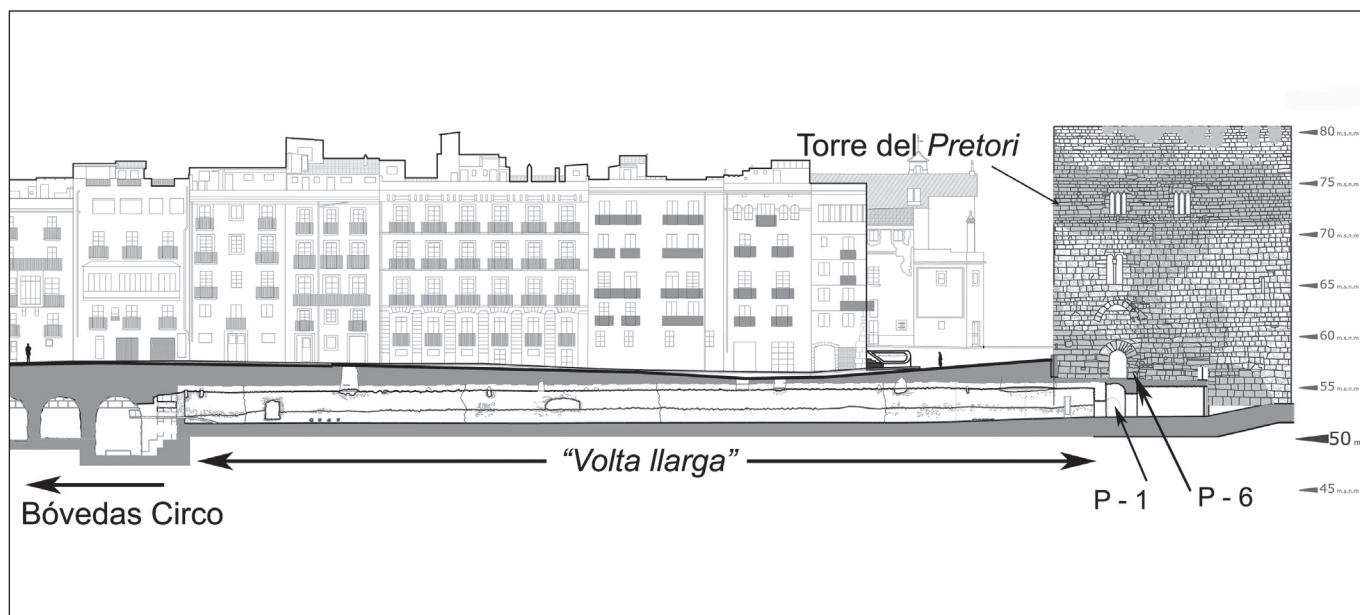 Torre del Pretori
80 m.s.n.m
75 m.s.n.m
70 m.s.n.m
65 m.s.n.m
60 m.s.n.m
55 m.s.n.m
50 m
45 m.s.n.m
“Volta llarga”
Bóvedas Circo
P - 1
P - 6